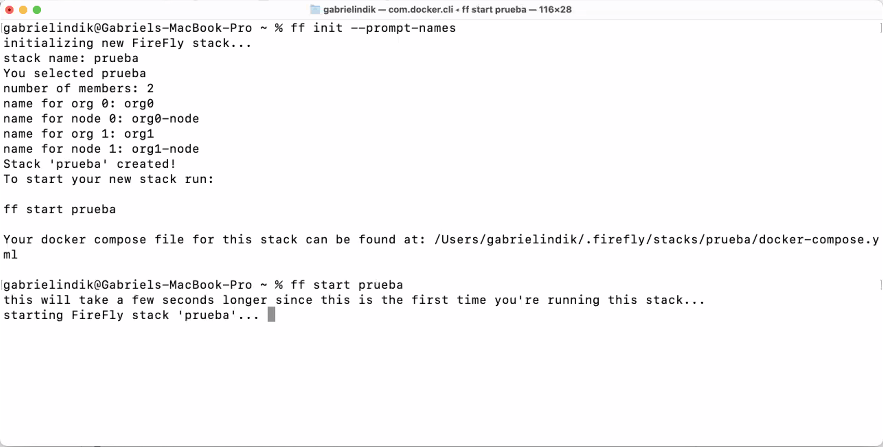 gabrielindik — com.docker.cli ◂ ff start prueba — 116×28
[gabrielindik@Gabriels-MacBook-Pro ~ % ff init --prompt-names ]
initializing new FireFly stack...
stack name: prueba
You selected prueba
number of members: 2
name for org 0: org0
name for node 0: org0-node
name for org 1: org1
name for node 1: org1-node
Stack 'prueba' created!
To start your new stack run:
ff start prueba
Your docker compose file for this stack can be found at: /Users/gabrielindik/.firefly/stacks/prueba/docker-compose.y
ml
[gabrielindik@Gabriels-MacBook-Pro ~ % ff start prueba ]
this will take a few seconds longer since this is the first time you're running this stack...
starting FireFly stack 'prueba'...